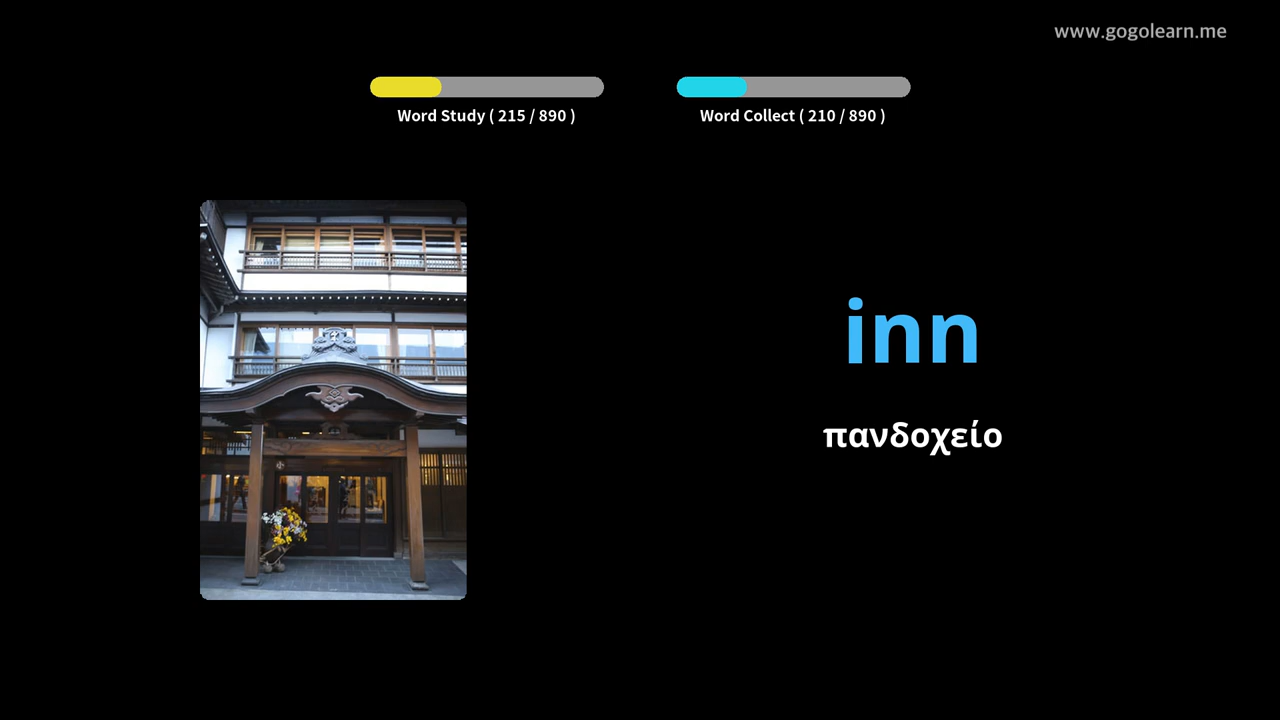 www.gogolearn.me
Word Study ( 215 / 890 )
Word Collect ( 210 / 890 )
inn
πανδοχείο